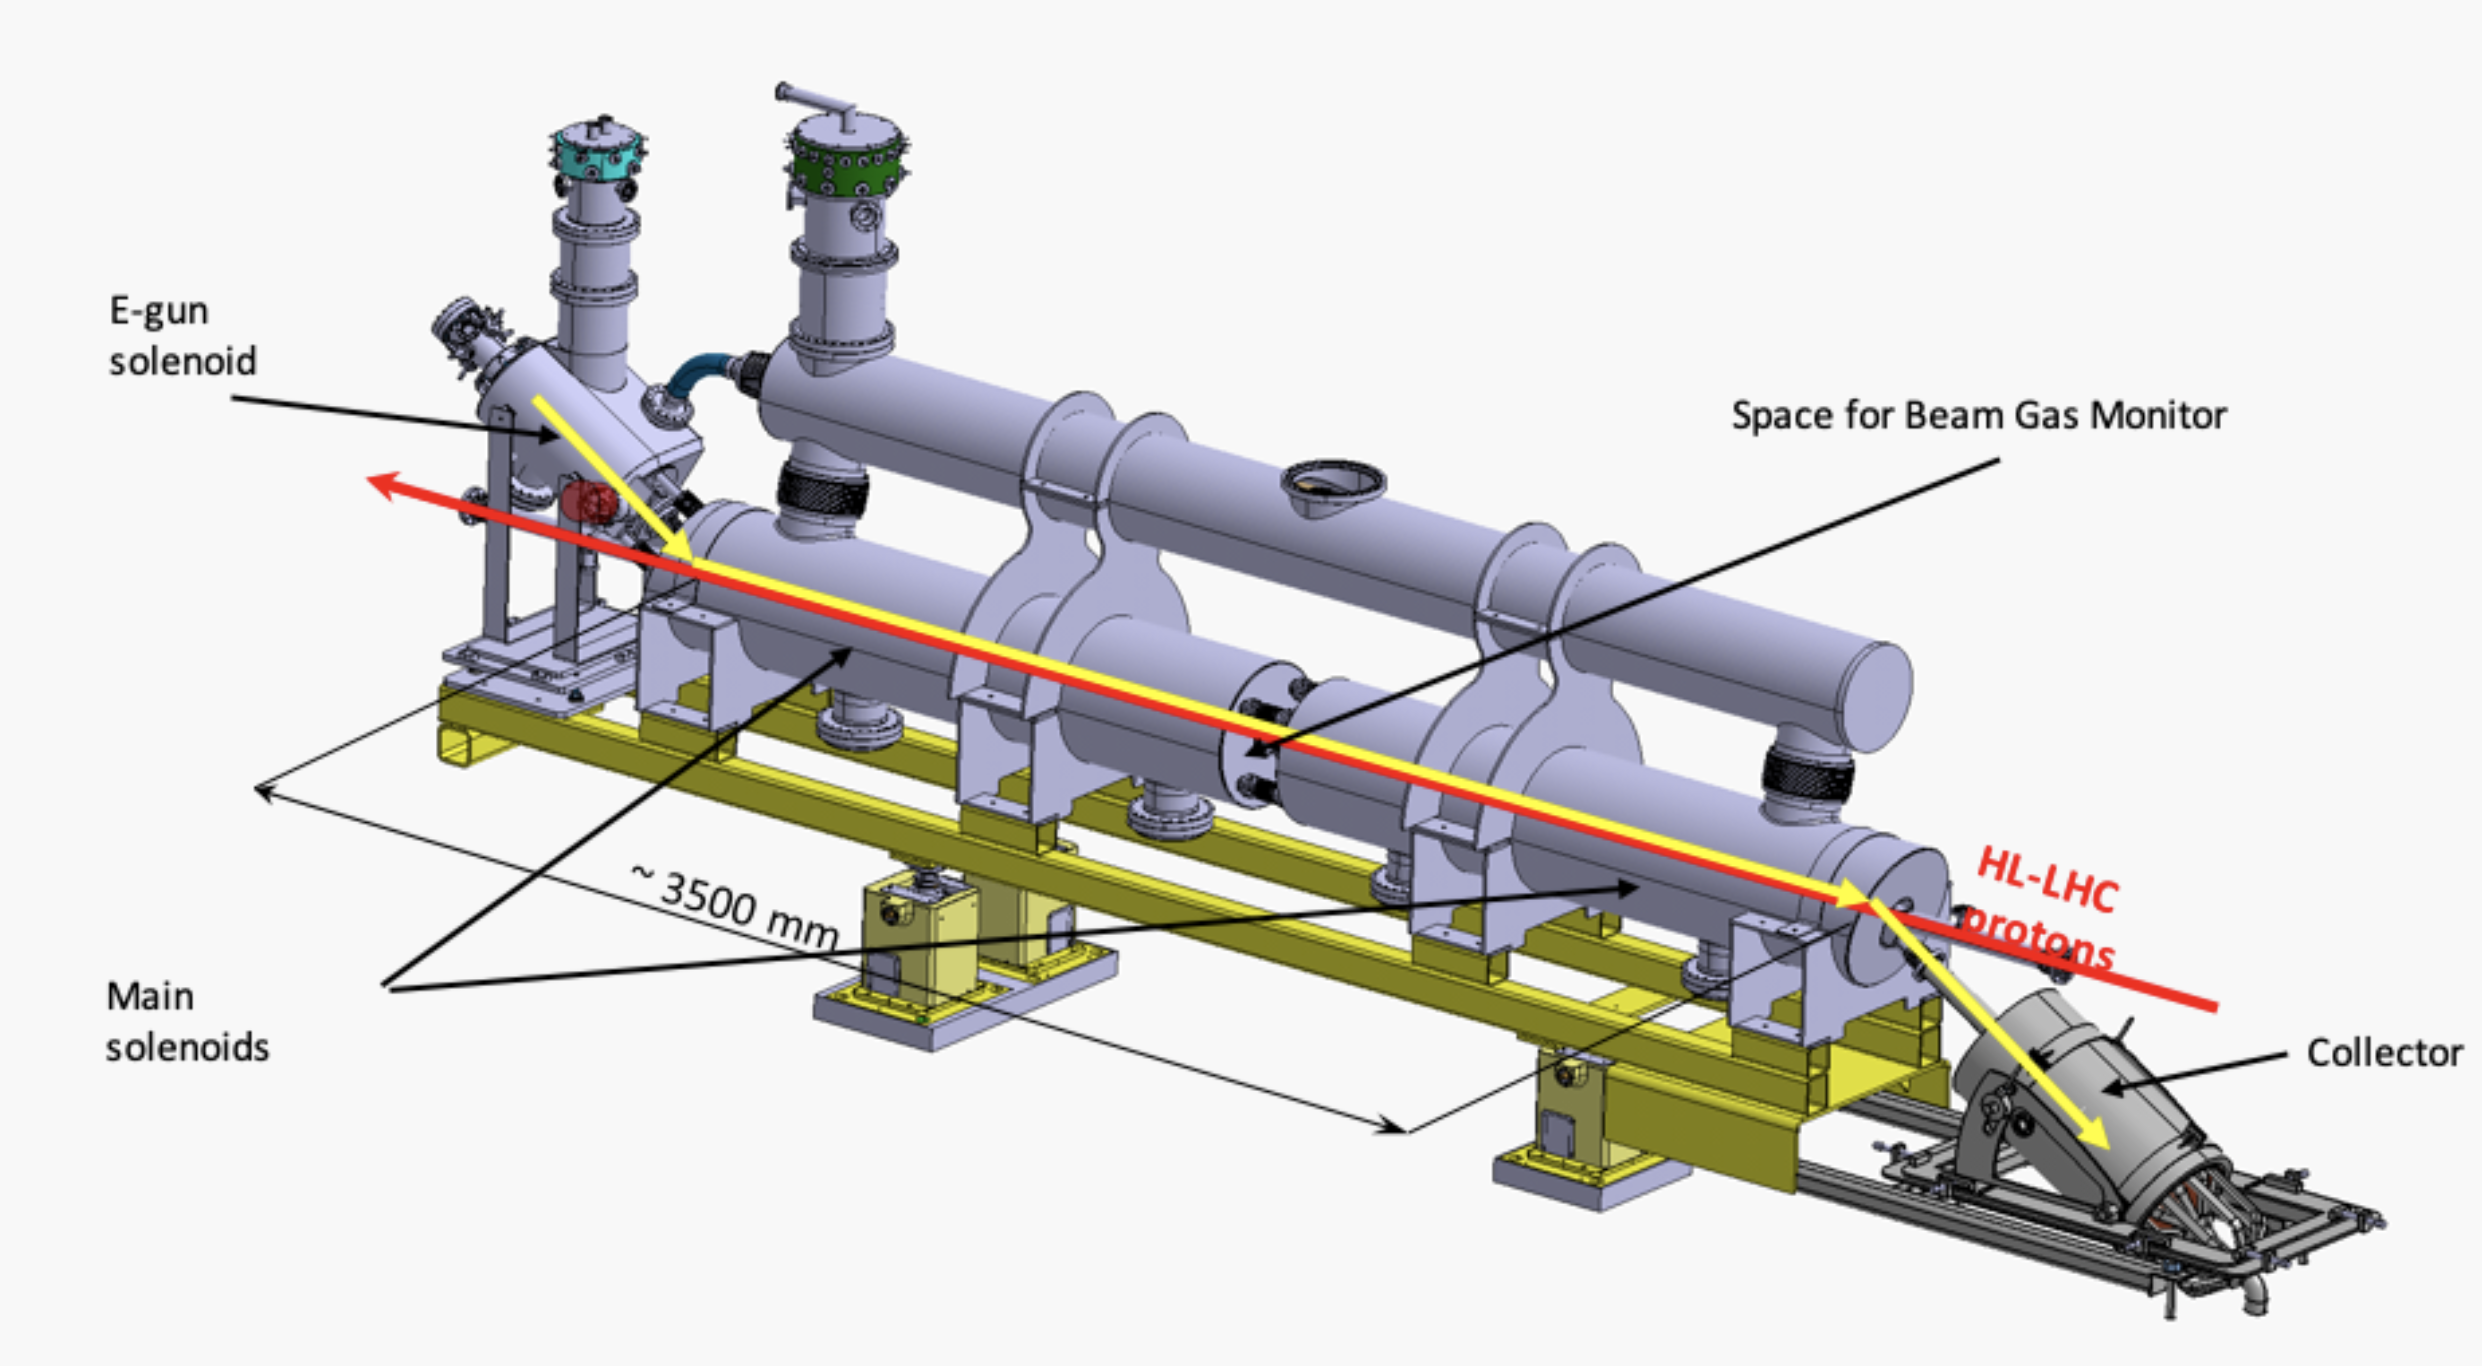 E-gun
solenoid
Space for Beam Gas Monitor
HL-LHC
protons
~ 3500 mm
Main
solenoids
Collector